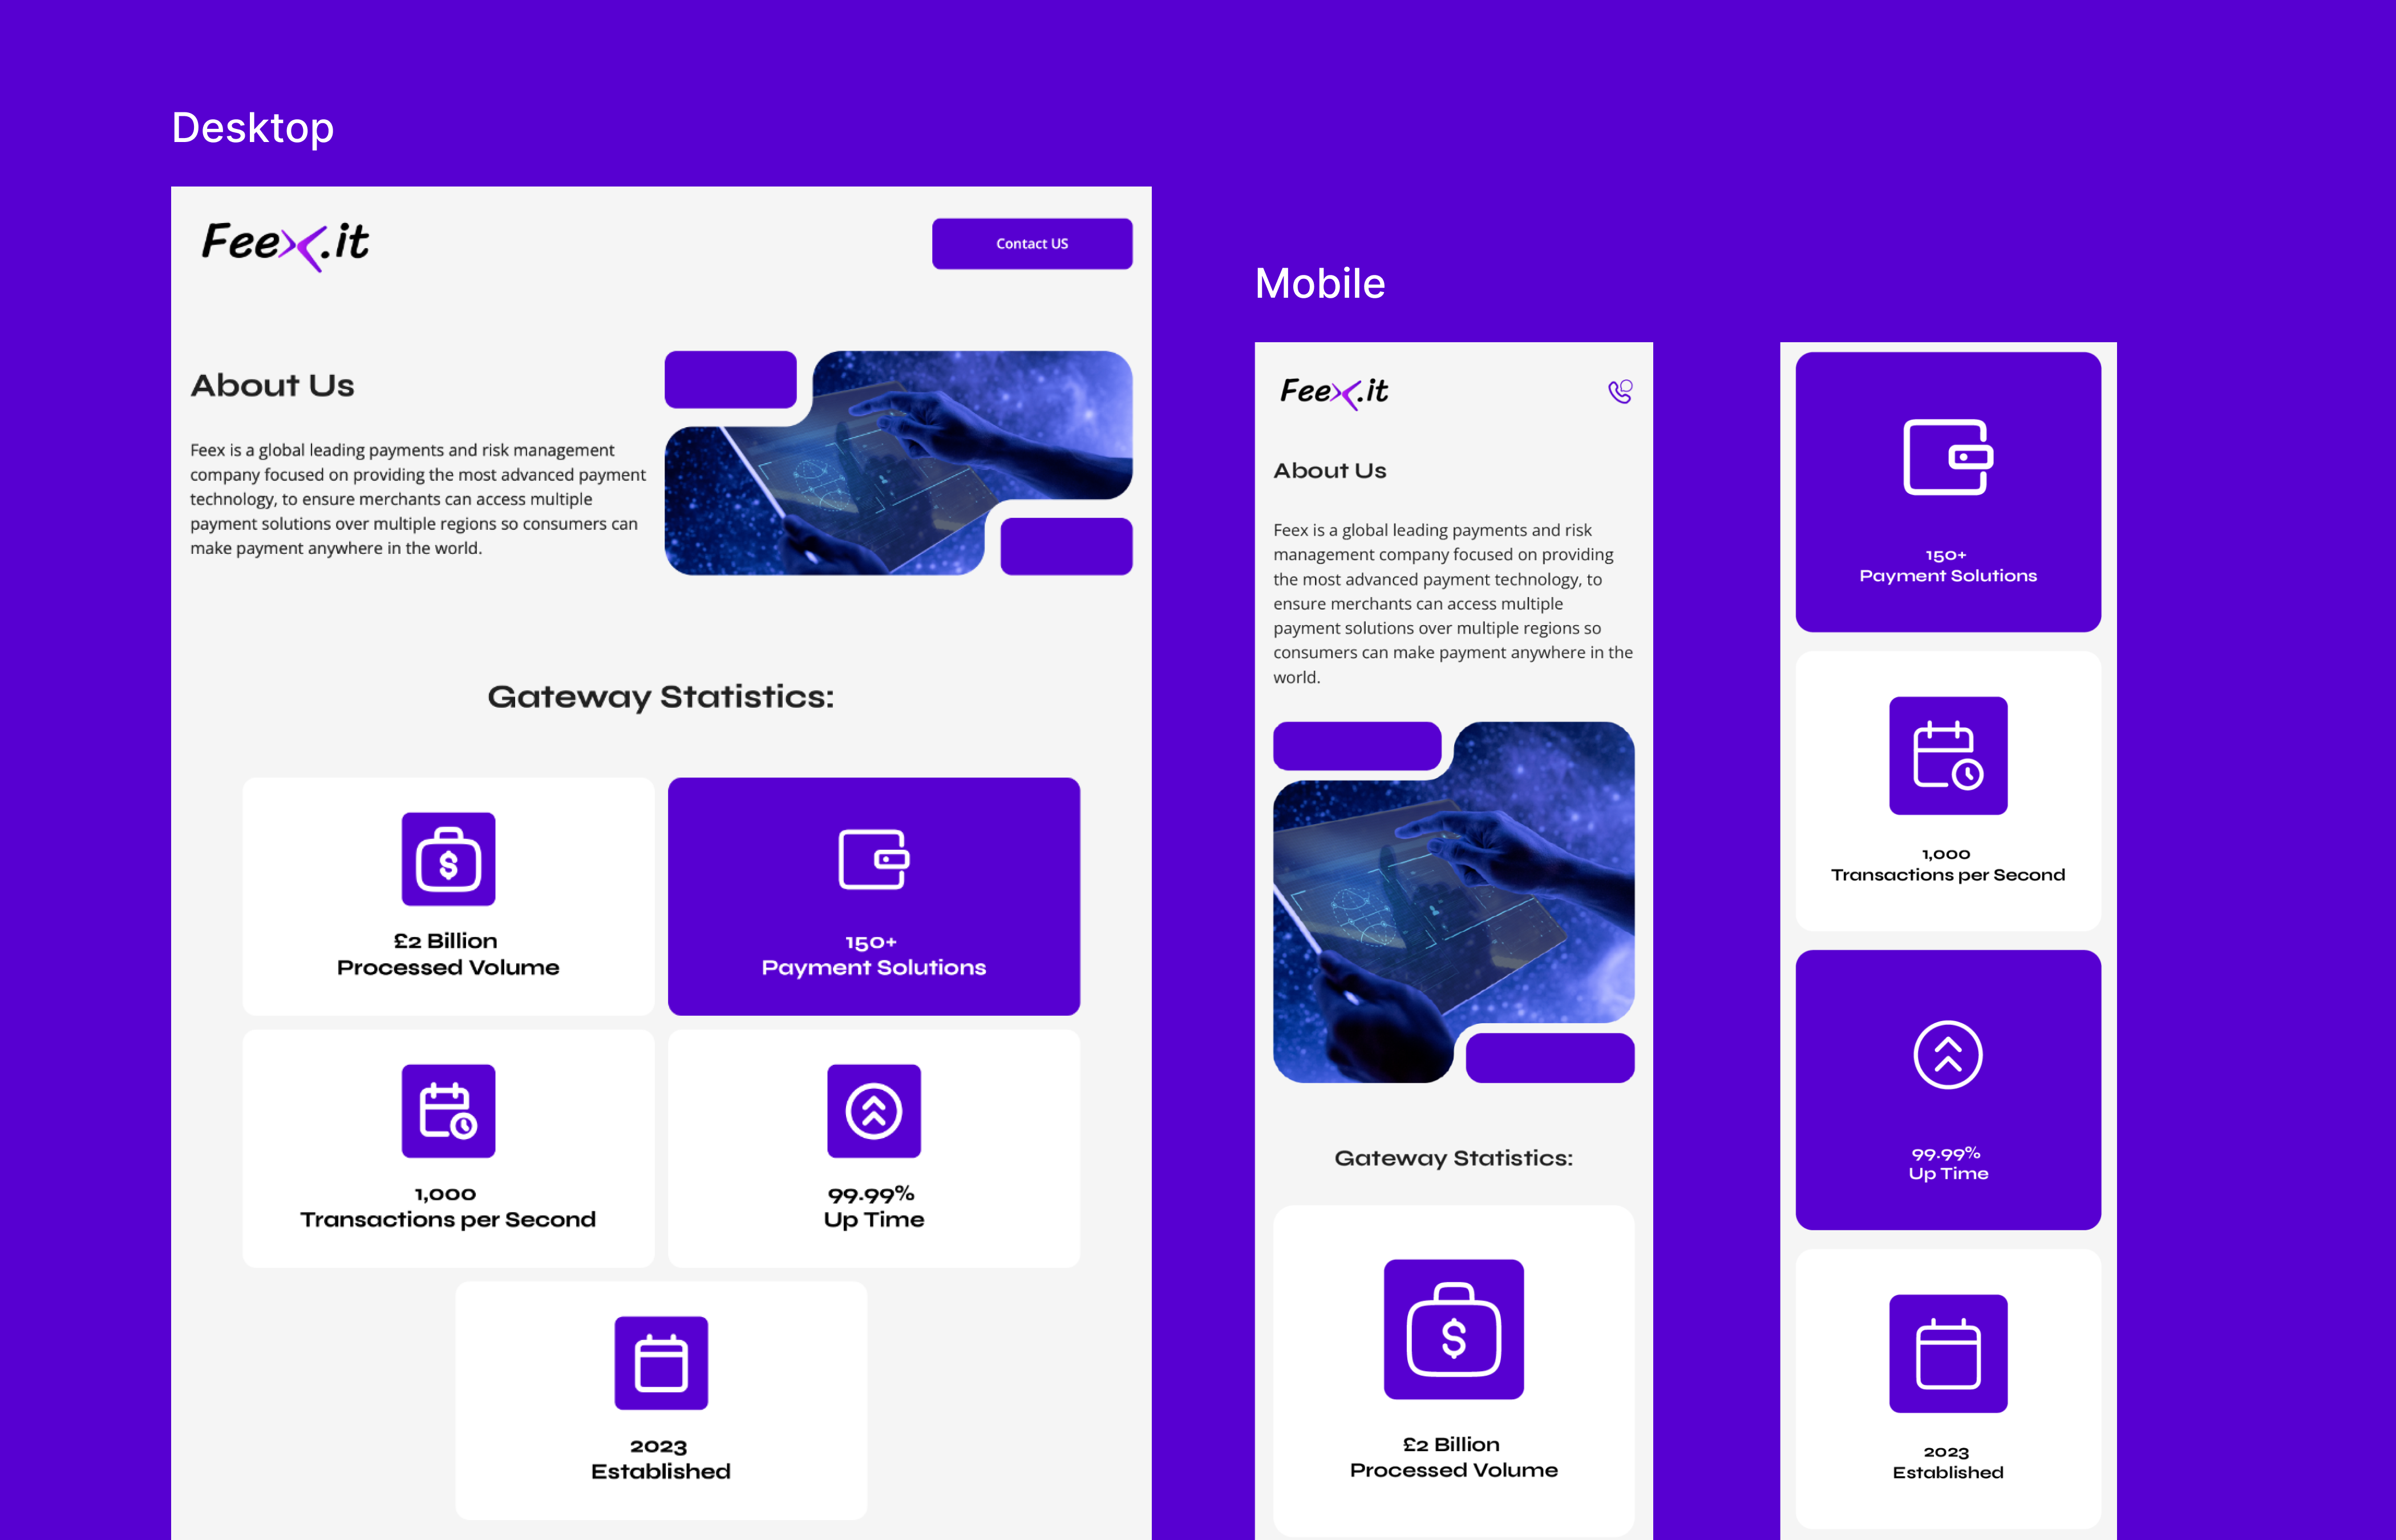 Desktop
Feex.it
Contact US
About Us
Feex is a global leading payments and risk management
company focused on providing the most advanced payment
technology, to ensure merchants can access multiple
payment solutions over multiple regions so consumers can
make payment anywhere in the world.
Gateway Statistics:
£2 Billion
Processed Volume
150+
Payment Solutions
1,000
Transactions per Second
99.99%
Up Time
2023
Established
Mobile
Feex.it
About Us
Feex is a global leading payments and risk
management company focused on providing
the most advanced payment technology, to
ensure merchants can access multiple
payment solutions over multiple regions so
consumers can make payment anywhere in the
world.
Gateway Statistics:
£2 Billion
Processed Volume
150+
Payment Solutions
1,000
Transactions per Second
99.99%
Up Time
2023
Established